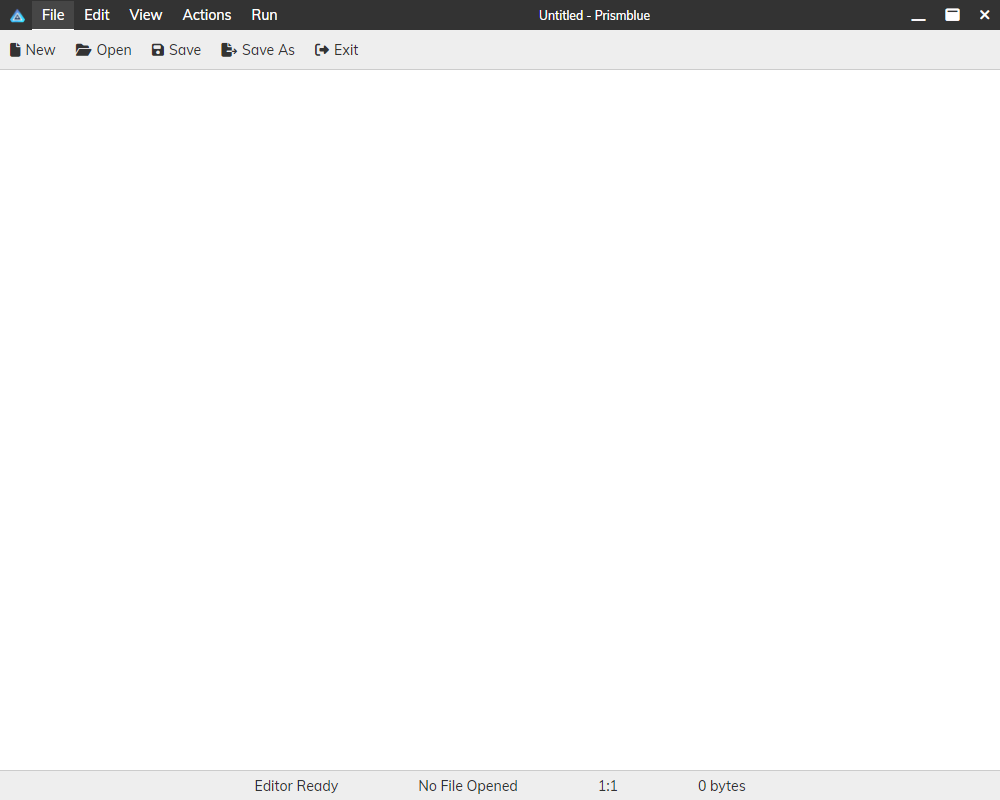 File Edit View Actions Run Untitled - Prismblue
New Open Save Save As Exit
Editor Ready No File Opened 1:1 0 bytes